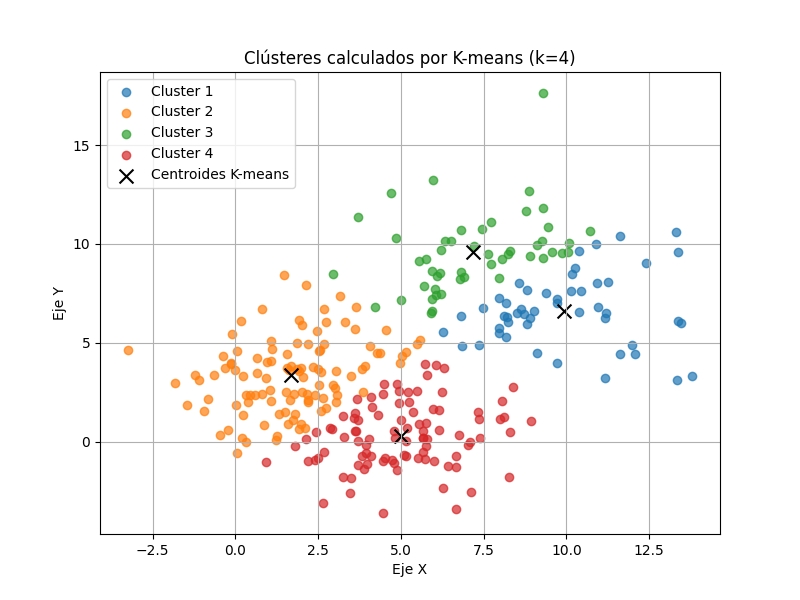 Clústeres calculados por K-means (k=4)
Cluster 1
Cluster 2
Cluster 3
Cluster 4
Centroides K-means
15
10
5
0
Eje Y
−2.5 0.0 2.5 5.0 7.5 10.0 12.5
Eje X